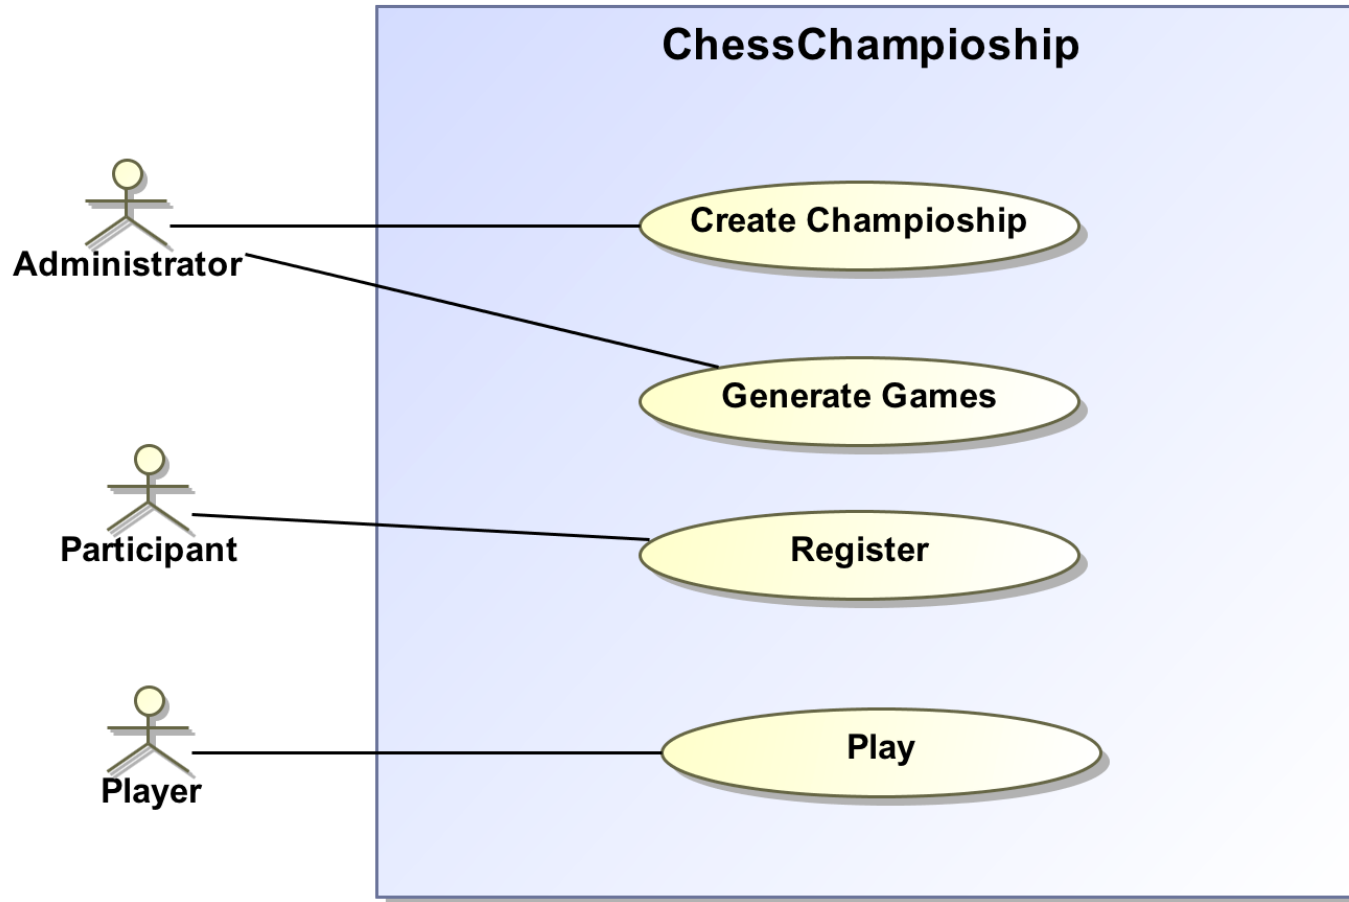 ChessChampioship
Administrator
Create Champioship
Generate Games
Participant
Register
Player
Play